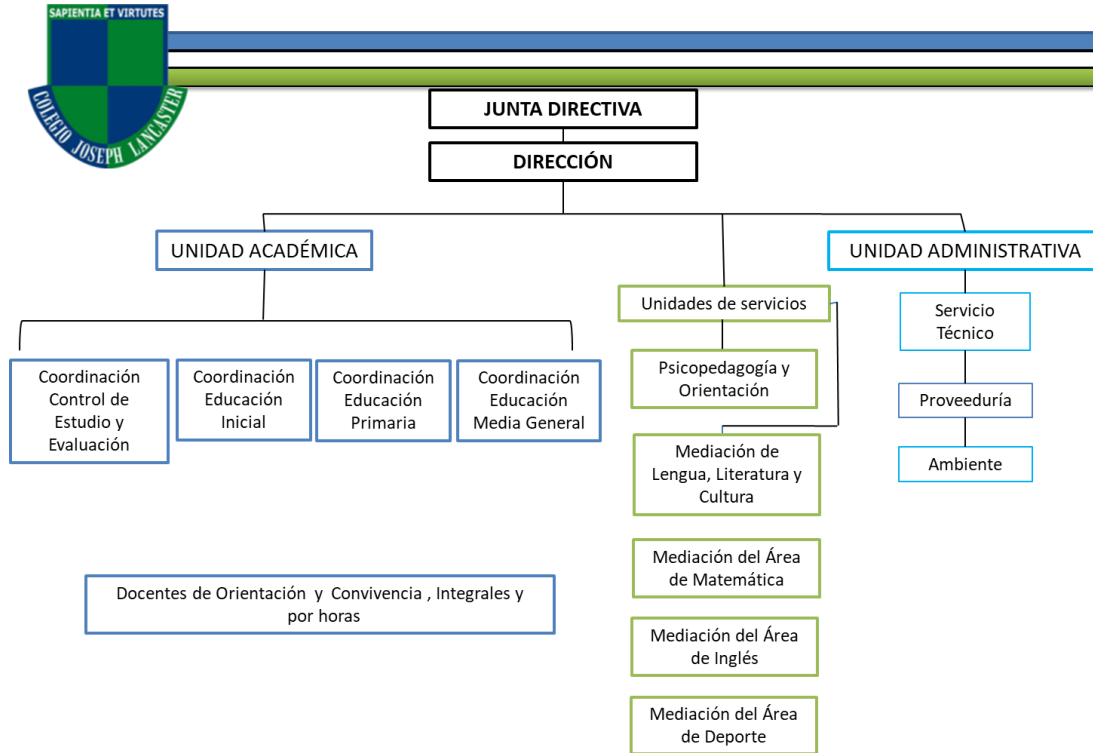 SAPIENTIA ET VIRTUTES
COLEGIO JOSEPH LANCASTER
JUNTA DIRECTIVA
DIRECCIÓN
UNIDAD ACADÉMICA
UNIDAD ADMINISTRATIVA
Unidades de servicios
Servicio
Técnico
Coordinación
Control de
Estudio y
Evaluación
Coordinación
Educación
Inicial
Coordinación
Educación
Primaria
Coordinación
Educación
Media General
Psicopedagogía y
Orientación
Proveeduría
Mediación de
Lengua, Literatura y
Cultura
Ambiente
Mediación del Área
de Matemática
Docentes de Orientación y Convivencia , Integrales y
por horas
Mediación del Área
de Inglés
Mediación del Área
de Deporte